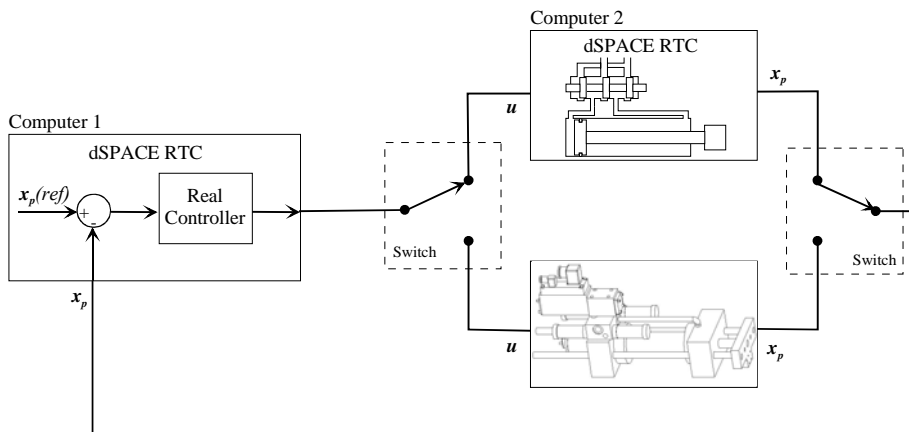 Computer 2
dSPACE RTC
x_p
u
Computer 1
dSPACE RTC
x_p(ref)
+
-
Real
Controller
Switch
Switch
x_p
u
x_p